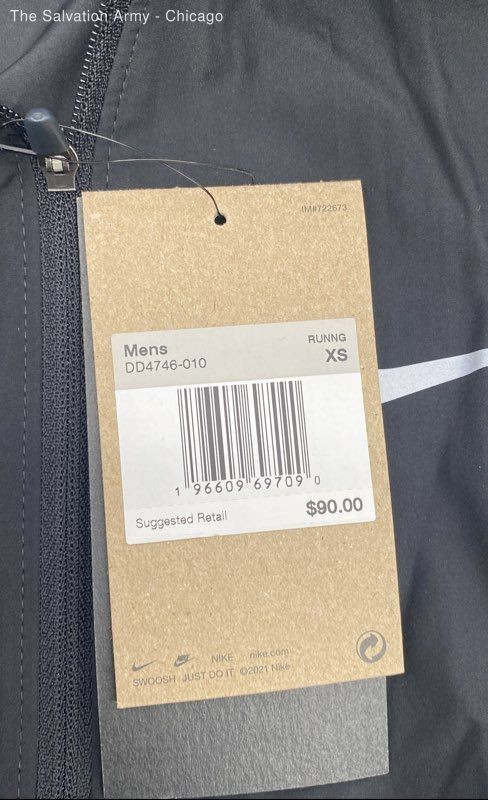 The Salvation Army - Chicago
IM#722673
Mens RUNNG
DD4746-010 XS
1 96609 69709 0
Suggested Retail $90.00
NIKE nike.com
SWOOSH JUST DO IT ©2021 Nike